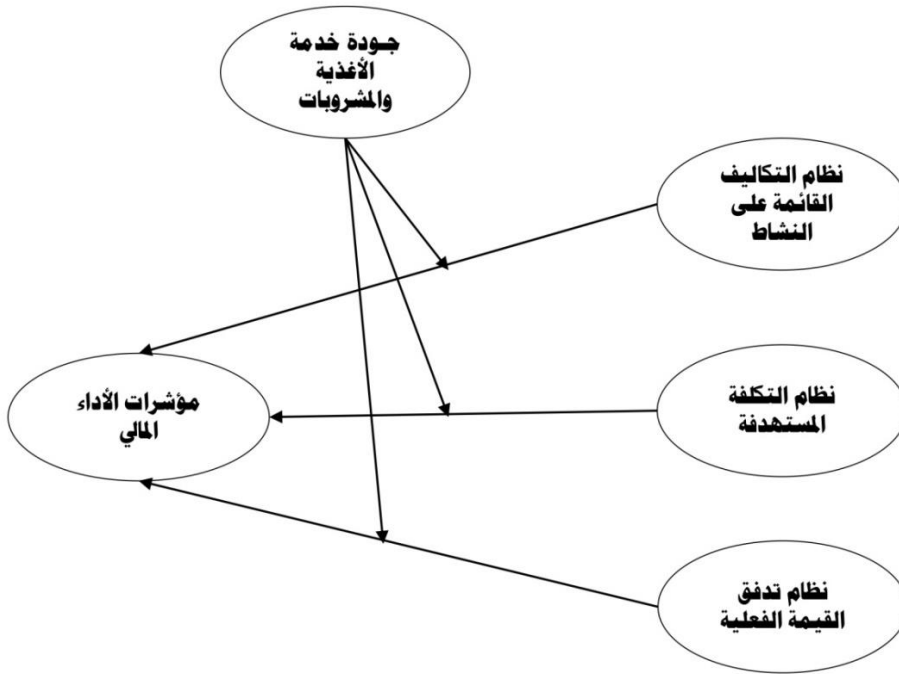 جودة خدمة
الأغذية
والمشروبات
نظام التكاليف
القائمة على
النشاط
نظام التكلفة
المستهدفة
مؤشرات الأداء
المالي
نظام تدفق
القيمة الفعلية